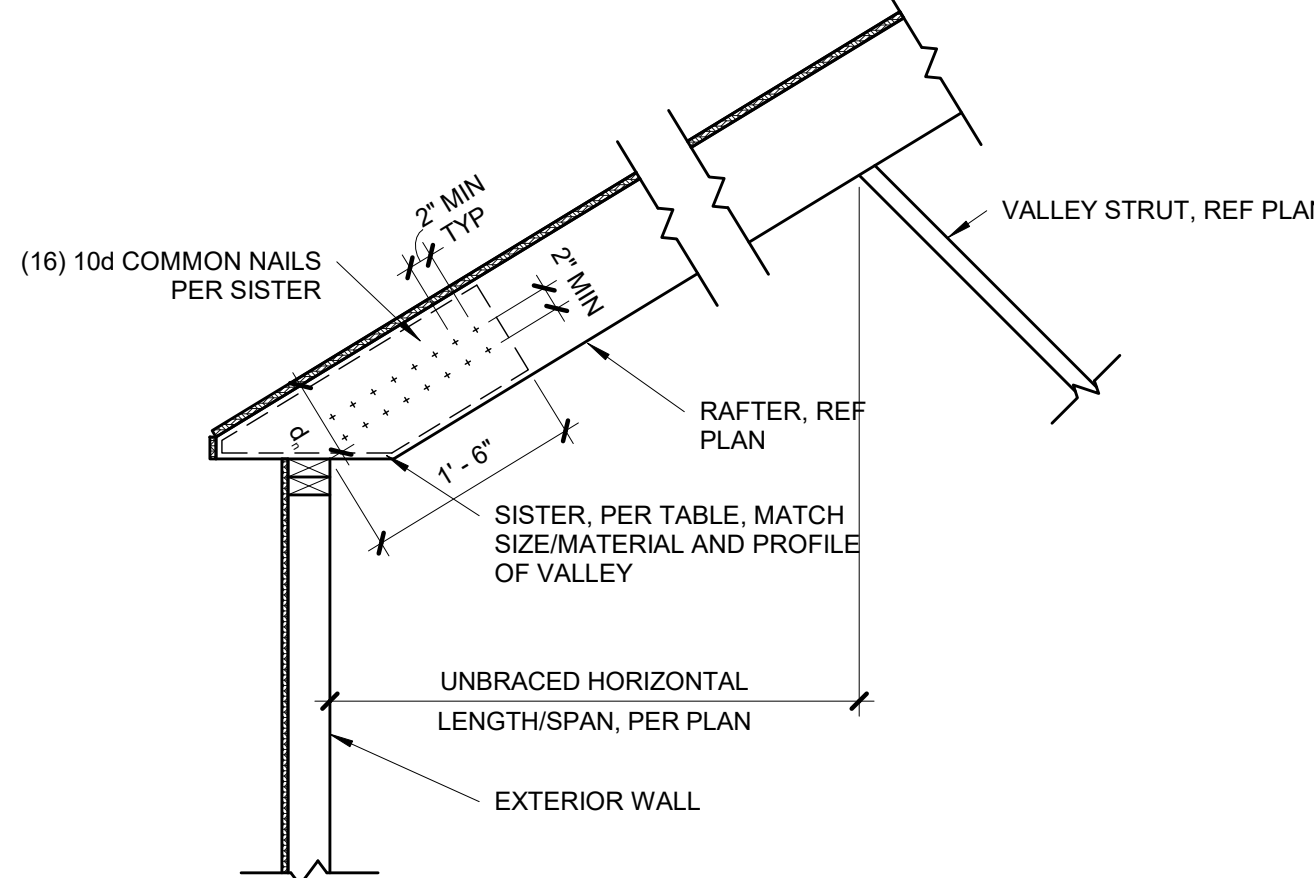 2" MIN
TYP
(16) 10d COMMON NAILS
PER SISTER
2" MIN
VALLEY STRUT, REF
RAFTER, REF
PLAN
"d"
1' - 6"
SISTER, PER TABLE, MATCH
SIZE/MATERIAL AND PROFILE
OF VALLEY
UNBRACED HORIZONTAL
LENGTH/SPAN, PER PLAN
EXTERIOR WALL